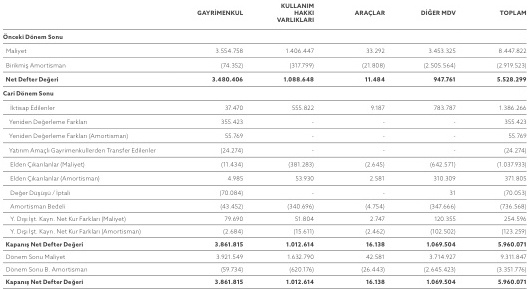 GAYRİMENKUL KULLANIM HAKKI VARLIKLARI ARAÇLAR DİĞER MDV TOPLAM
Önceki Dönem Sonu
Maliyet 3.554.758 1.406.447 33.292 3.453.325 8.447.822
Birikmiş Amortisman (74.352) (317.799) (21.808) (2.505.564) (2.919.523)
Net Defter Değeri 3.480.406 1.088.648 11.484 947.761 5.528.299
Cari Dönem Sonu
İktisap Edilenler 37.470 555.822 9.187 783.787 1.386.266
Yeniden Değerleme Farkları 355.423 - - - 355.423
Yeniden Değerleme Farkları (Amortisman) 55.769 - - - 55.769
Yatırım Amaçlı Gayrimenkullerden Transfer Edilenler (24.274) - - - (24.274)
Elden Çıkarılanlar (Maliyet) (11.434) (381.283) (2.645) (642.571) (1.037.933)
Elden Çıkarılanlar (Amortisman) 4.985 53.930 2.581 310.309 371.805
Değer Düşüşü / İptali (70.084) - - 31 (70.053)
Amortisman Bedeli (43.452) (340.696) (4.754) (347.666) (736.568)
Y. Dışı İşt. Kayn. Net Kur Farkları (Maliyet) 79.690 51.804 2.747 120.355 254.596
Y. Dışı İşt. Kayn. Net Kur Farkları (Amortisman) (2.684) (15.611) (2.462) (102.502) (123.259)
Kapanış Net Defter Değeri 3.861.815 1.012.614 16.138 1.069.504 5.960.071
Dönem Sonu Maliyet 3.921.549 1.632.790 42.581 3.714.927 9.311.847
Dönem Sonu B. Amortisman (59.734) (620.176) (26.443) (2.645.423) (3.351.776)
Kapanış Net Defter Değeri 3.861.815 1.012.614 16.138 1.069.504 5.960.071